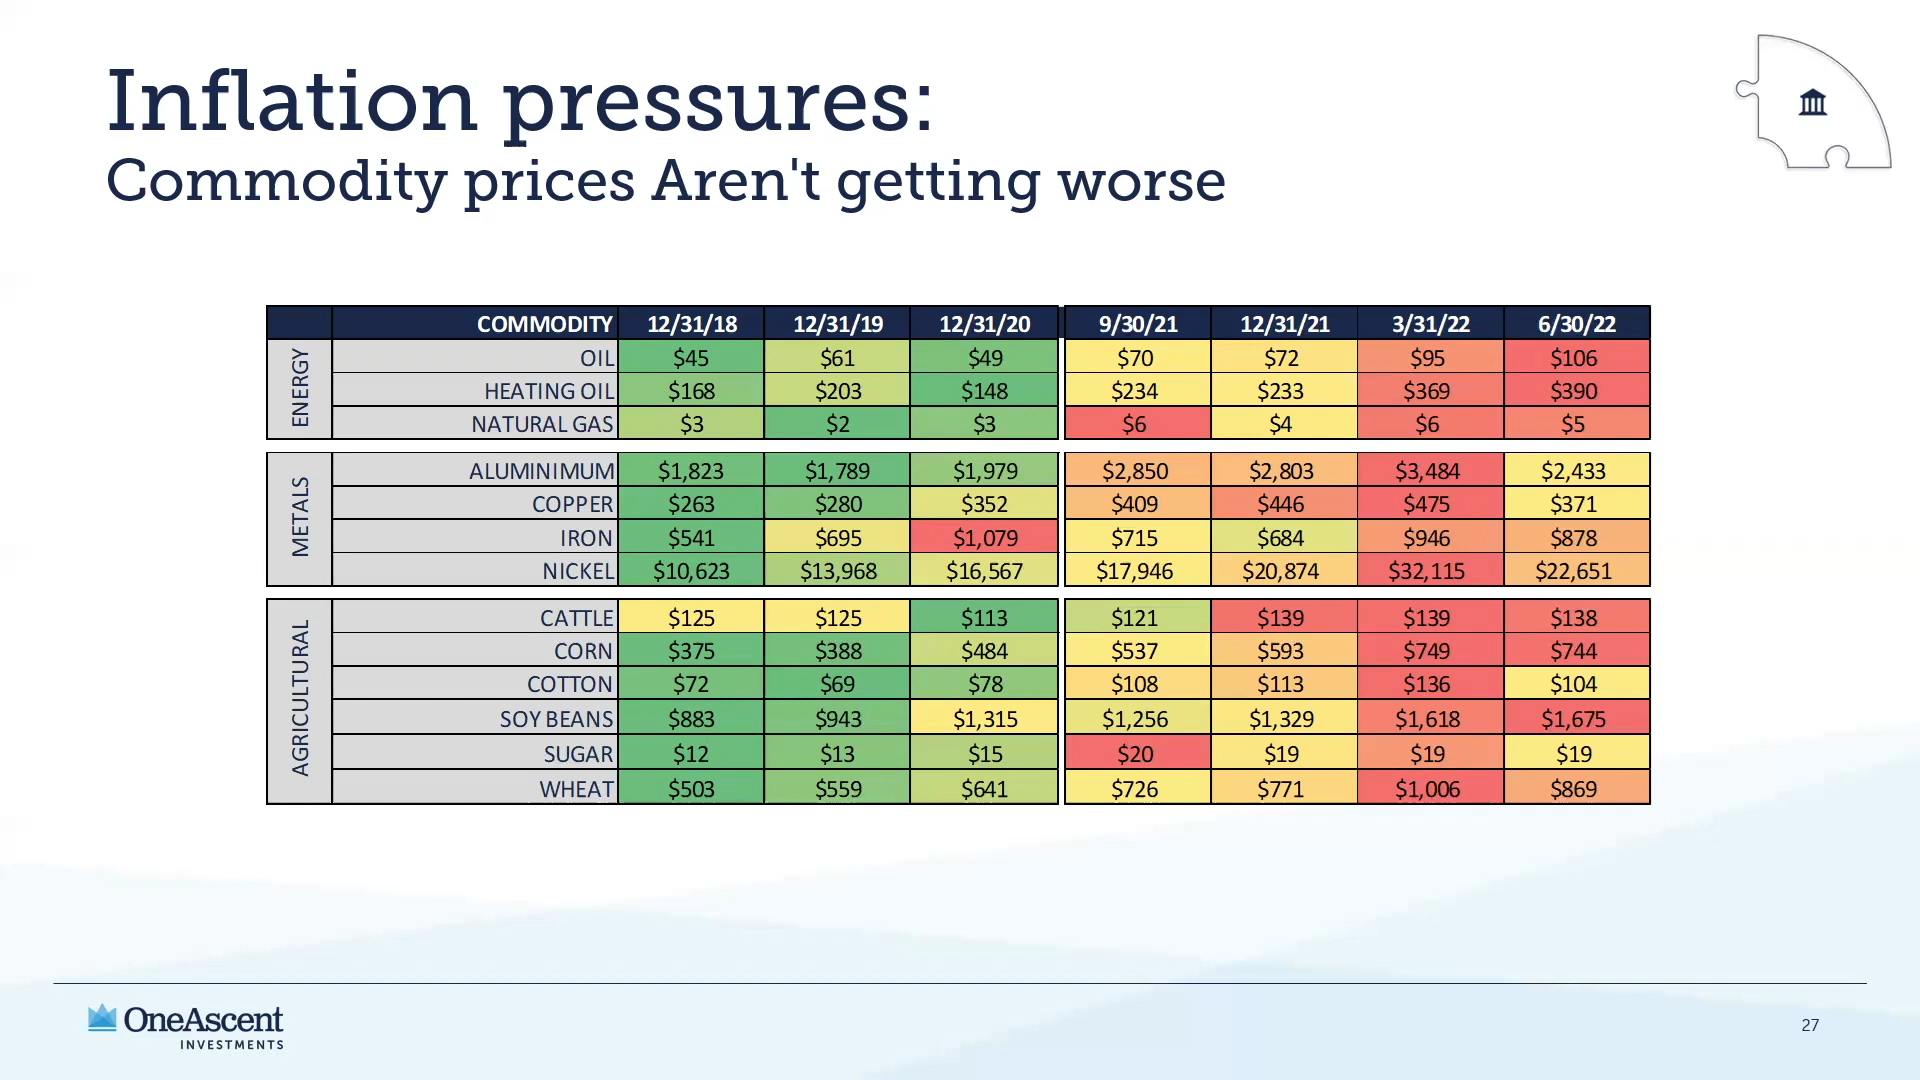 Inflation pressures:
Commodity prices Aren't getting worse
COMMODITY 12/31/18 12/31/19 12/31/20 9/30/21 12/31/21 3/31/22 6/30/22
ENERGY
OIL $45 $61 $49 $70 $72 $95 $106
HEATING OIL $168 $203 $148 $234 $233 $369 $390
NATURAL GAS $3 $2 $3 $6 $4 $6 $5
METALS
ALUMINIMUM $1,823 $1,789 $1,979 $2,850 $2,803 $3,484 $2,433
COPPER $263 $280 $352 $409 $446 $475 $371
IRON $541 $695 $1,079 $715 $684 $946 $878
NICKEL $10,623 $13,968 $16,567 $17,946 $20,874 $32,115 $22,651
AGRICULTURAL
CATTLE $125 $125 $113 $121 $139 $139 $138
CORN $375 $388 $484 $537 $593 $749 $744
COTTON $72 $69 $78 $108 $113 $136 $104
SOY BEANS $883 $943 $1,315 $1,256 $1,329 $1,618 $1,675
SUGAR $12 $13 $15 $20 $19 $19 $19
WHEAT $503 $559 $641 $726 $771 $1,006 $869
OneAscent
INVESTMENTS
27